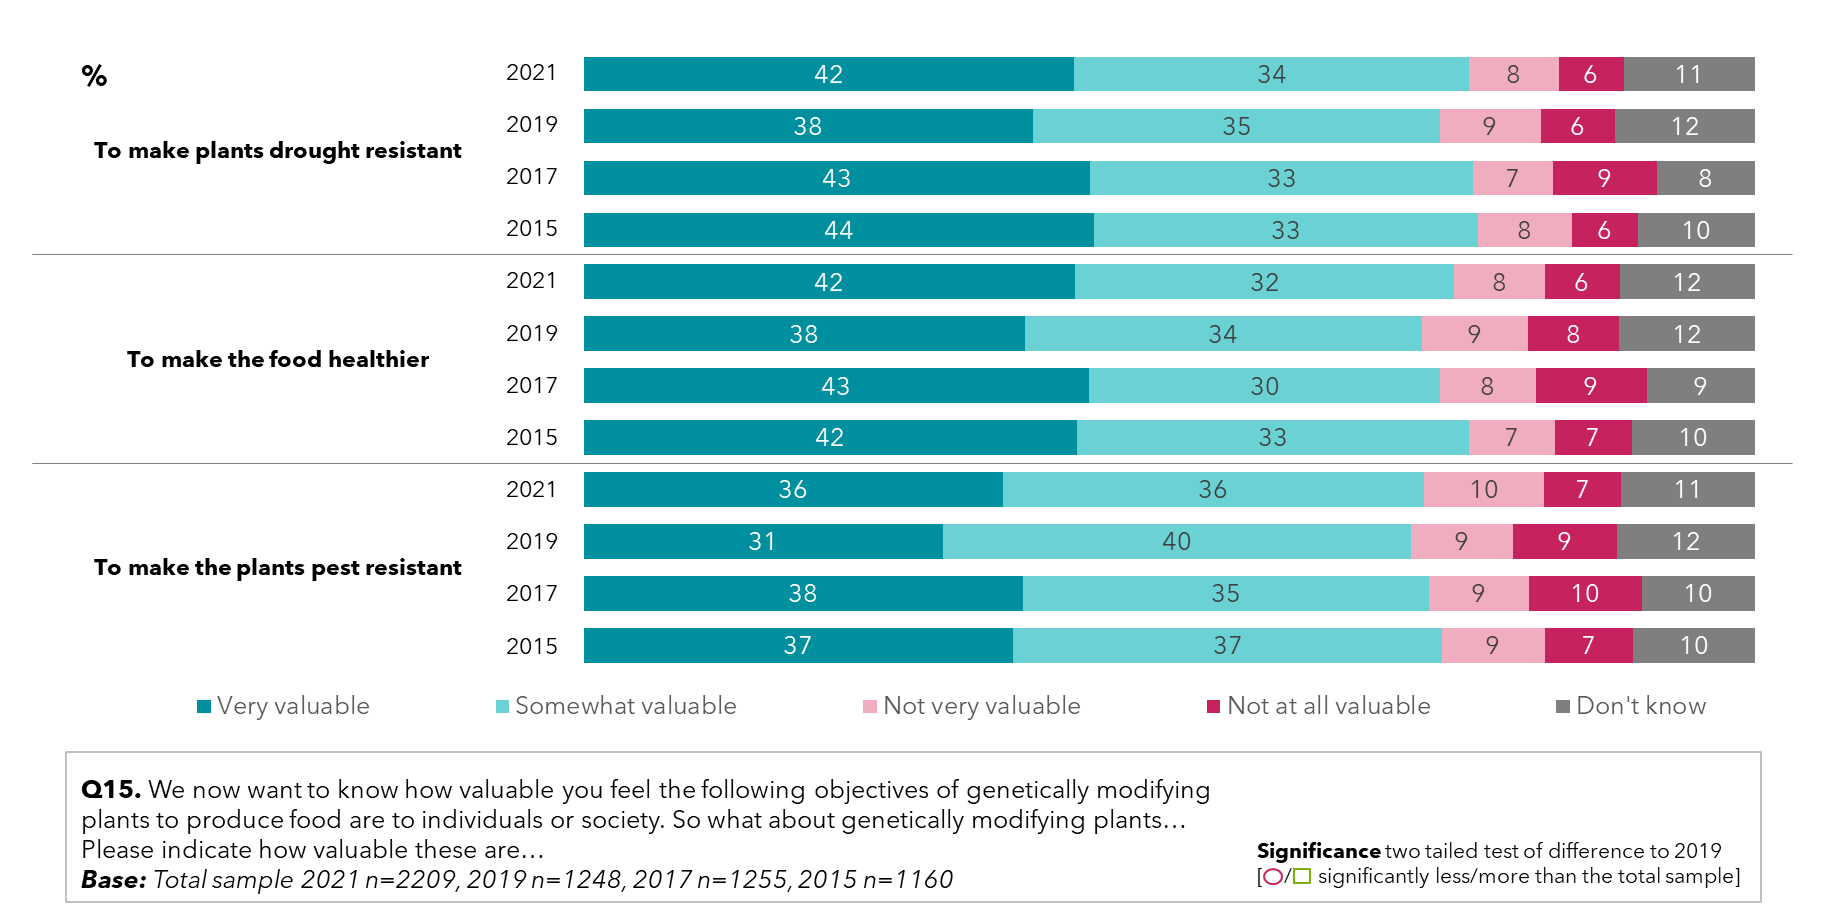 %
To make plants drought resistant
2021 42 34 8 6 11
2019 38 35 9 6 12
2017 43 33 7 9 8
2015 44 33 8 6 10
To make the food healthier
2021 42 32 8 6 12
2019 38 34 9 8 12
2017 43 30 8 9 9
2015 42 33 7 7 10
To make the plants pest resistant
2021 36 36 10 7 11
2019 31 40 9 9 12
2017 38 35 9 10 10
2015 37 37 9 7 10
Very valuable Somewhat valuable Not very valuable Not at all valuable Don't know
Q15. We now want to know how valuable you feel the following objectives of genetically modifying
plants to produce food are to individuals or society. So what about genetically modifying plants…
Please indicate how valuable these are…
Base: Total sample 2021 n=2209, 2019 n=1248, 2017 n=1255, 2015 n=1160
Significance two tailed test of difference to 2019
[/ significantly less/more than the total sample]